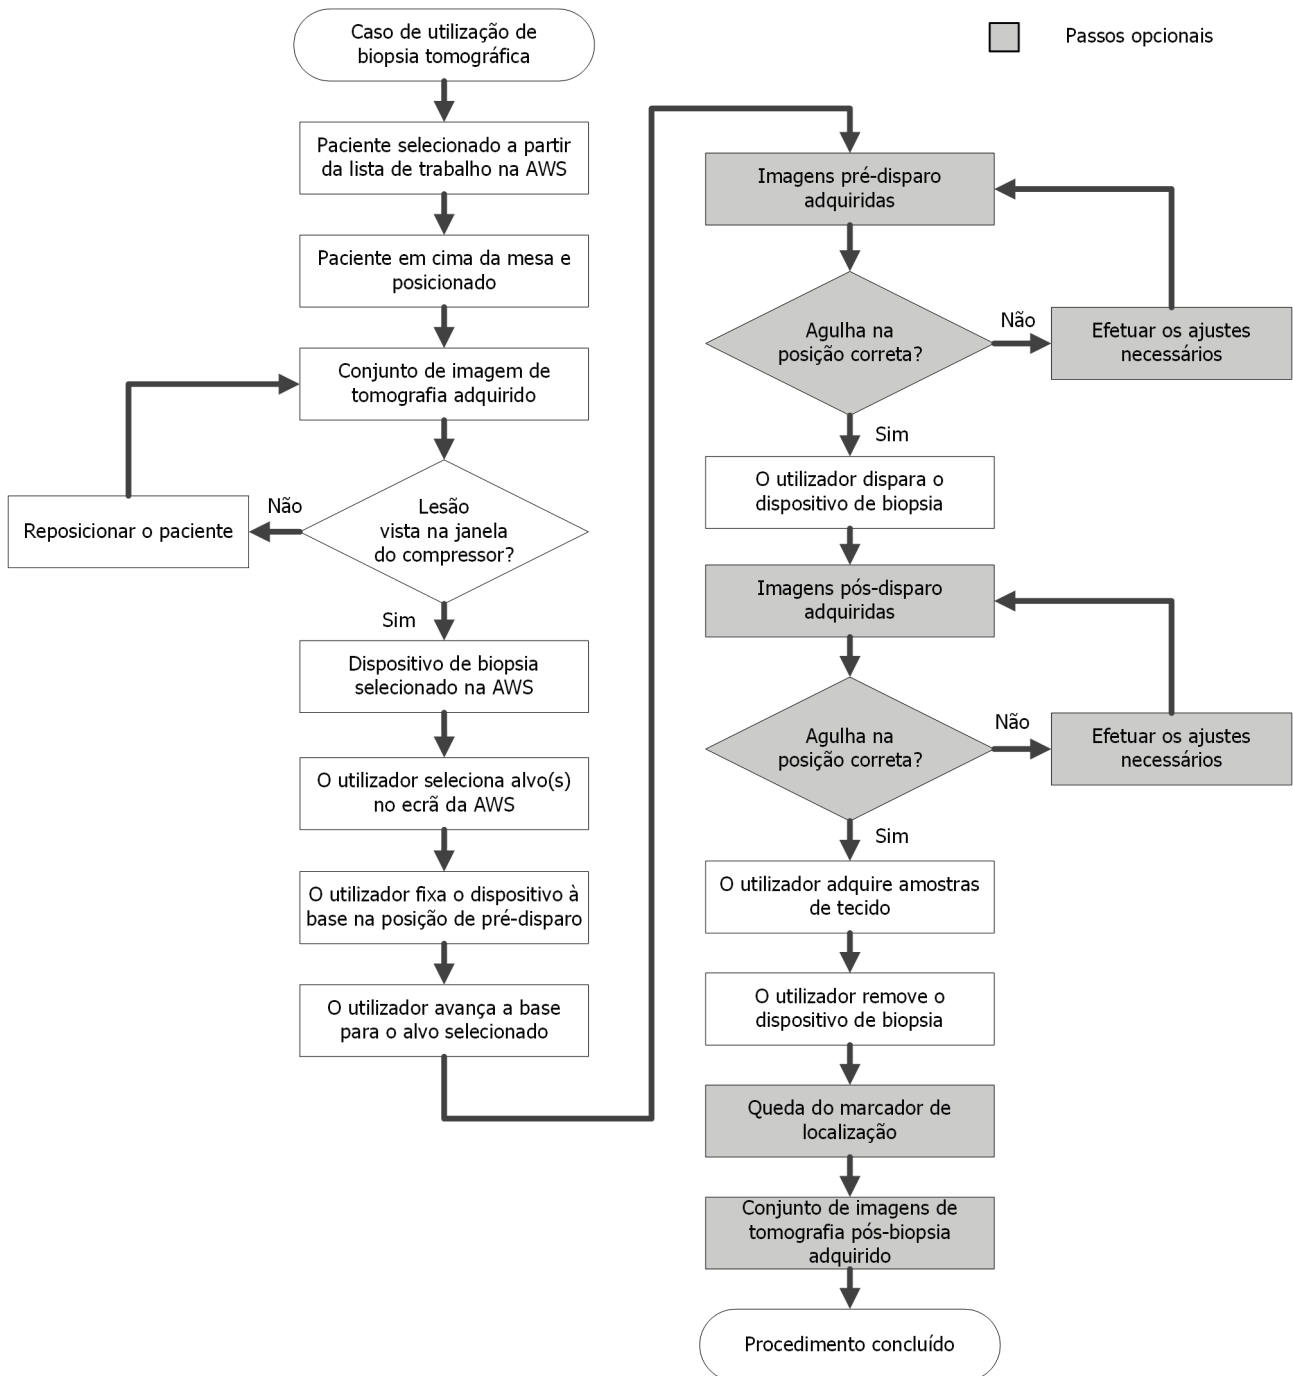 Caso de utilização de
biopsia tomográfica
Paciente selecionado a partir
da lista de trabalho na AWS
Paciente em cima da mesa e
posicionado
Conjunto de imagem de
tomografia adquirido
Lesão
vista na janela
do compressor?
Não
Reposicionar o paciente
Sim
Dispositivo de biopsia
selecionado na AWS
O utilizador seleciona alvo(s)
no ecrã da AWS
O utilizador fixa o dispositivo à
base na posição de pré-disparo
O utilizador avança a base
para o alvo selecionado
Passos opcionais
Imagens pré-disparo
adquiridas
Agulha na
posição correta?
Não
Efetuar os ajustes
necessários
Sim
O utilizador dispara o
dispositivo de biopsia
Imagens pós-disparo
adquiridas
Agulha na
posição correta?
Não
Efetuar os ajustes
necessários
Sim
O utilizador adquire amostras
de tecido
O utilizador remove o
dispositivo de biopsia
Queda do marcador de
localização
Conjunto de imagens de
tomografia pós-biopsia
adquirido
Procedimento concluído